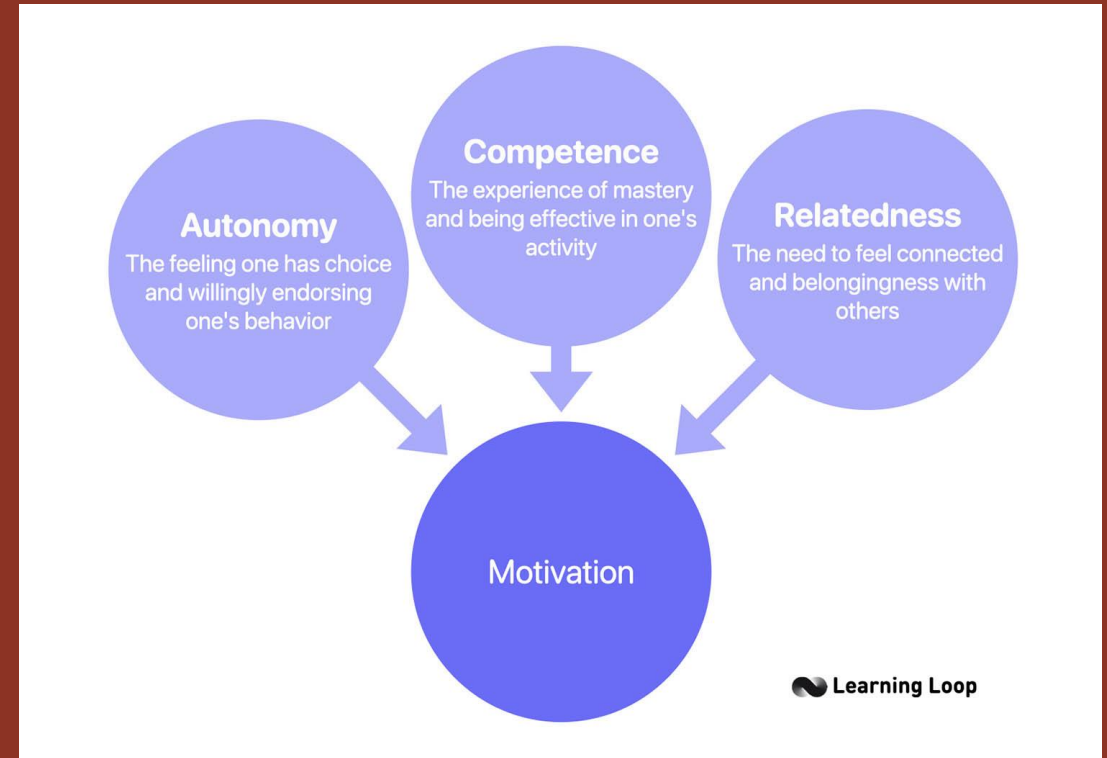 Autonomy
The feeling one has choice
and willingly endorsing
one's behavior
Competence
The experience of mastery
and being effective in one's
activity
Relatedness
The need to feel connected
and belongingness with
others
Motivation
Learning Loop